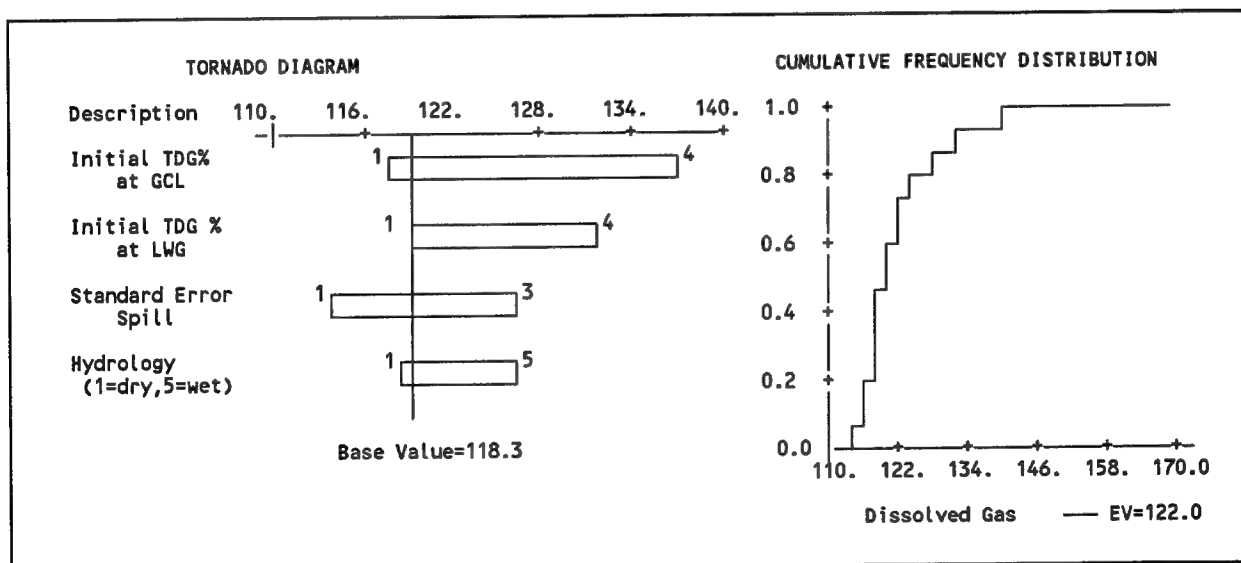 TORNADO DIAGRAM
Description 110. 116. 122. 128. 134. 140.
Initial TDG% 1 4
at GCL
Initial TDG % 1 4
at LWG
Standard Error 1 3
Spill
Hydrology 1 5
(1=dry,5=wet)
Base Value=118.3
CUMULATIVE FREQUENCY DISTRIBUTION
1.0
0.8
0.6
0.4
0.2
0.0
110. 122. 134. 146. 158. 170.0
Dissolved Gas — EV=122.0